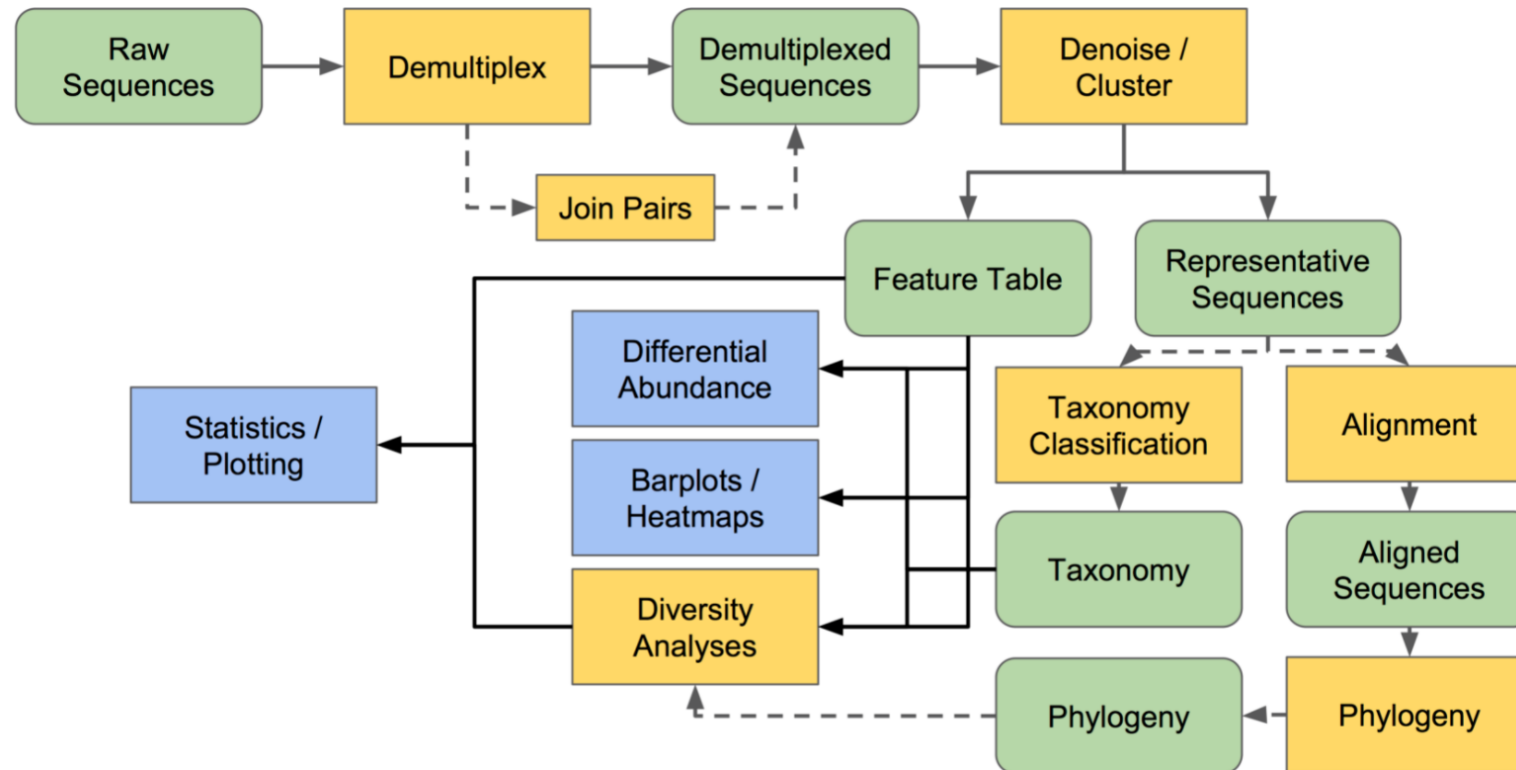 Raw
Sequences
Demultiplex
Demultiplexed
Sequences
Denoise /
Cluster
Join Pairs
Feature Table
Representative
Sequences
Differential
Abundance
Taxonomy
Classification
Alignment
Statistics /
Plotting
Barplots /
Heatmaps
Taxonomy
Aligned
Sequences
Diversity
Analyses
Phylogeny
Phylogeny